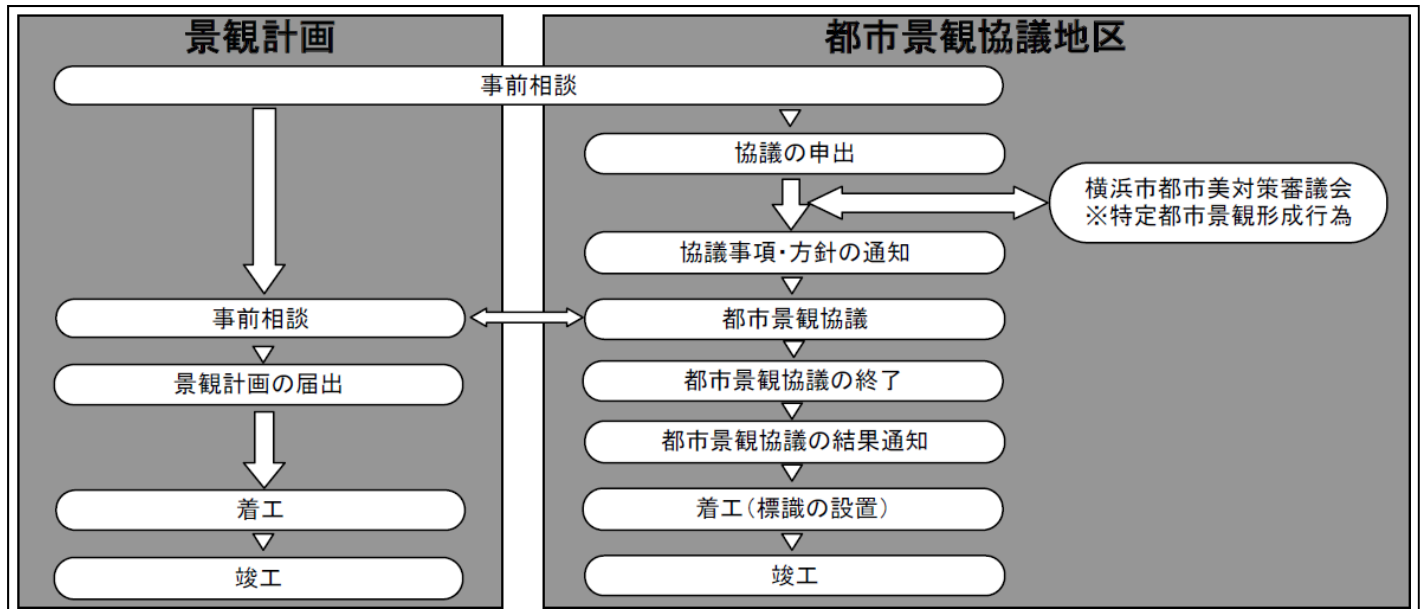 景観計画
都市景観協議地区
事前相談
協議の申出
横浜市都市美対策審議会
※特定都市景観形成行為
協議事項・方針の通知
事前相談
都市景観協議
景観計画の届出
都市景観協議の終了
都市景観協議の結果通知
着工
着工(標識の設置)
竣工
竣工